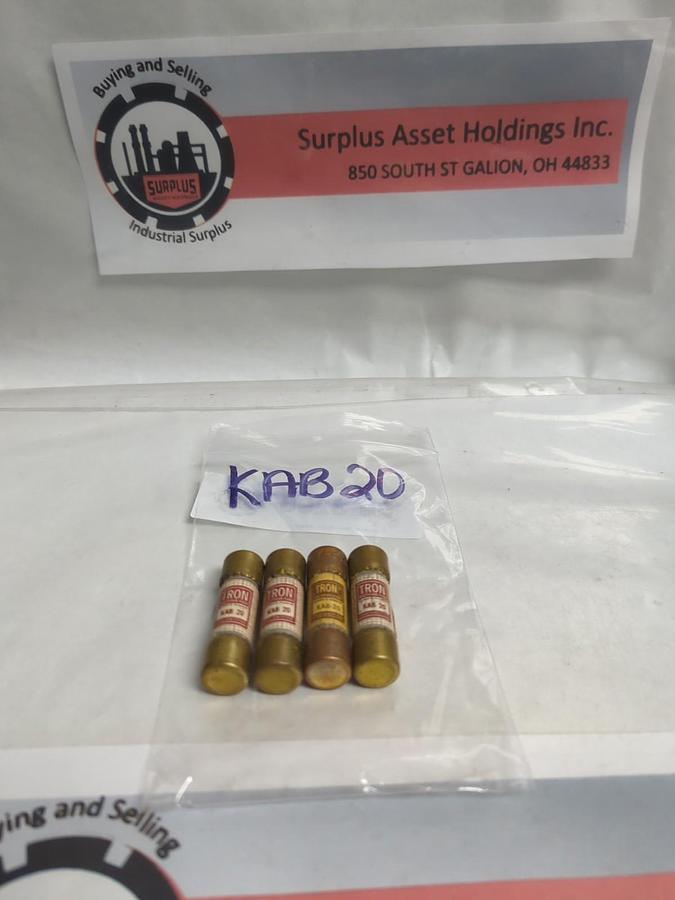 Buying and Selling
SURPLUS
Industrial Surplus
Surplus Asset Holdings Inc.
850 SOUTH ST GALION, OH 44833
KAB 20
TRON
KAB 20
TRON
KAB 20
TRON
KAB-20
TRON
KAB 20
ying and Selling